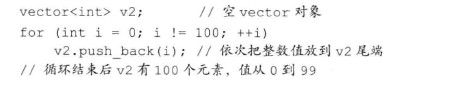 vector<int> v2;        // 空 vector 对象
for (int i = 0; i != 100; ++i)
    v2.push_back(i); // 依次把整数值放到 v2 尾端
// 循环结束后 v2 有 100 个元素，值从 0 到 99